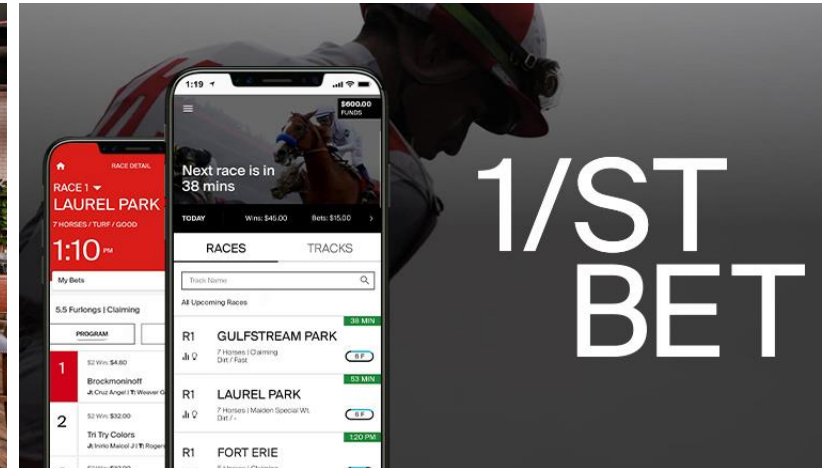 RACE DETAIL
RACE 1
LAUREL PARK
7 HORSES / TURF / GOOD
1:10 PM
My Bets
5.5 Furlongs | Claiming
PROGRAM
1
$2 Win: $4.80
Brockmoninoff
J: Cruz Angel | T: Weaver G
2
$2 Win: $32.00
Tri Try Colors
1:19
$600.00
FUNDS
Next race is in
38 mins
TODAY Wins: $45.00 Bets: $15.00
RACES TRACKS
Track Name
All Upcoming Races
38 MIN
R1 GULFSTREAM PARK
7 Horses | Claiming
Dirt / Fast
8 F
53 MIN
R1 LAUREL PARK
7 Horses | Maiden Special Wt.
Dirt / -
1:20 PM
R1 FORT ERIE
1/ST
BET